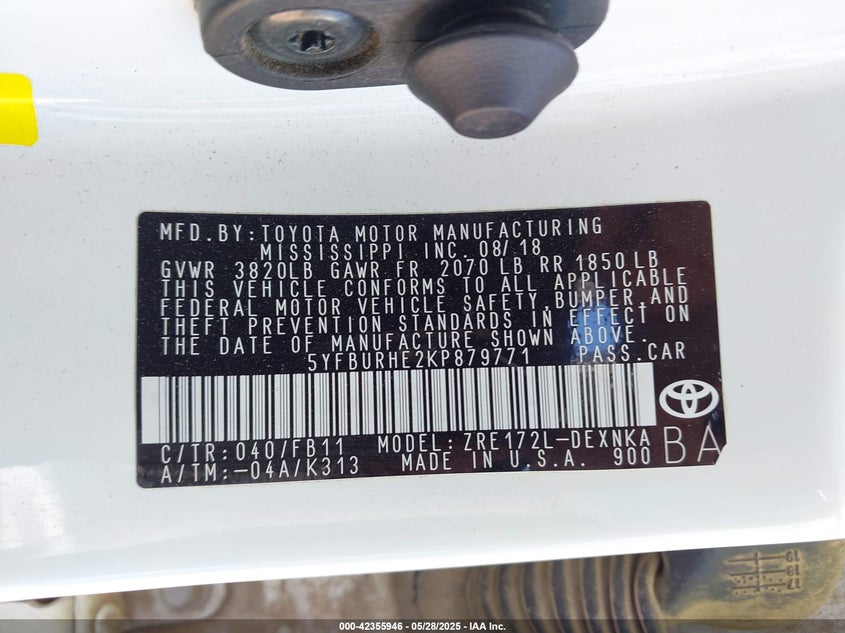 MFD.BY:TOYOTA MOTOR MANUFACTURING
MISSISSIPPI INC. 08/18
GVWR 3820LB GAWR FR 2070 LB RR 1850 LB
THIS VEHICLE CONFORMS TO ALL APPLICABLE
FEDERAL MOTOR VEHICLE SAFETY, BUMPER, AND
THEFT PREVENTION STANDARDS IN EFFECT ON
THE DATE OF MANUFACTURE SHOWN ABOVE.
5YFBURHE2KP879771 PASS.CAR
C/TR: 040/FB11 MODEL: ZRE172L-DEXNKA
A/TM:-04A/K313 MADE IN U.S.A. 900
BA
19
18
17
000-42355946 - 05/28/2025 - IAA Inc.